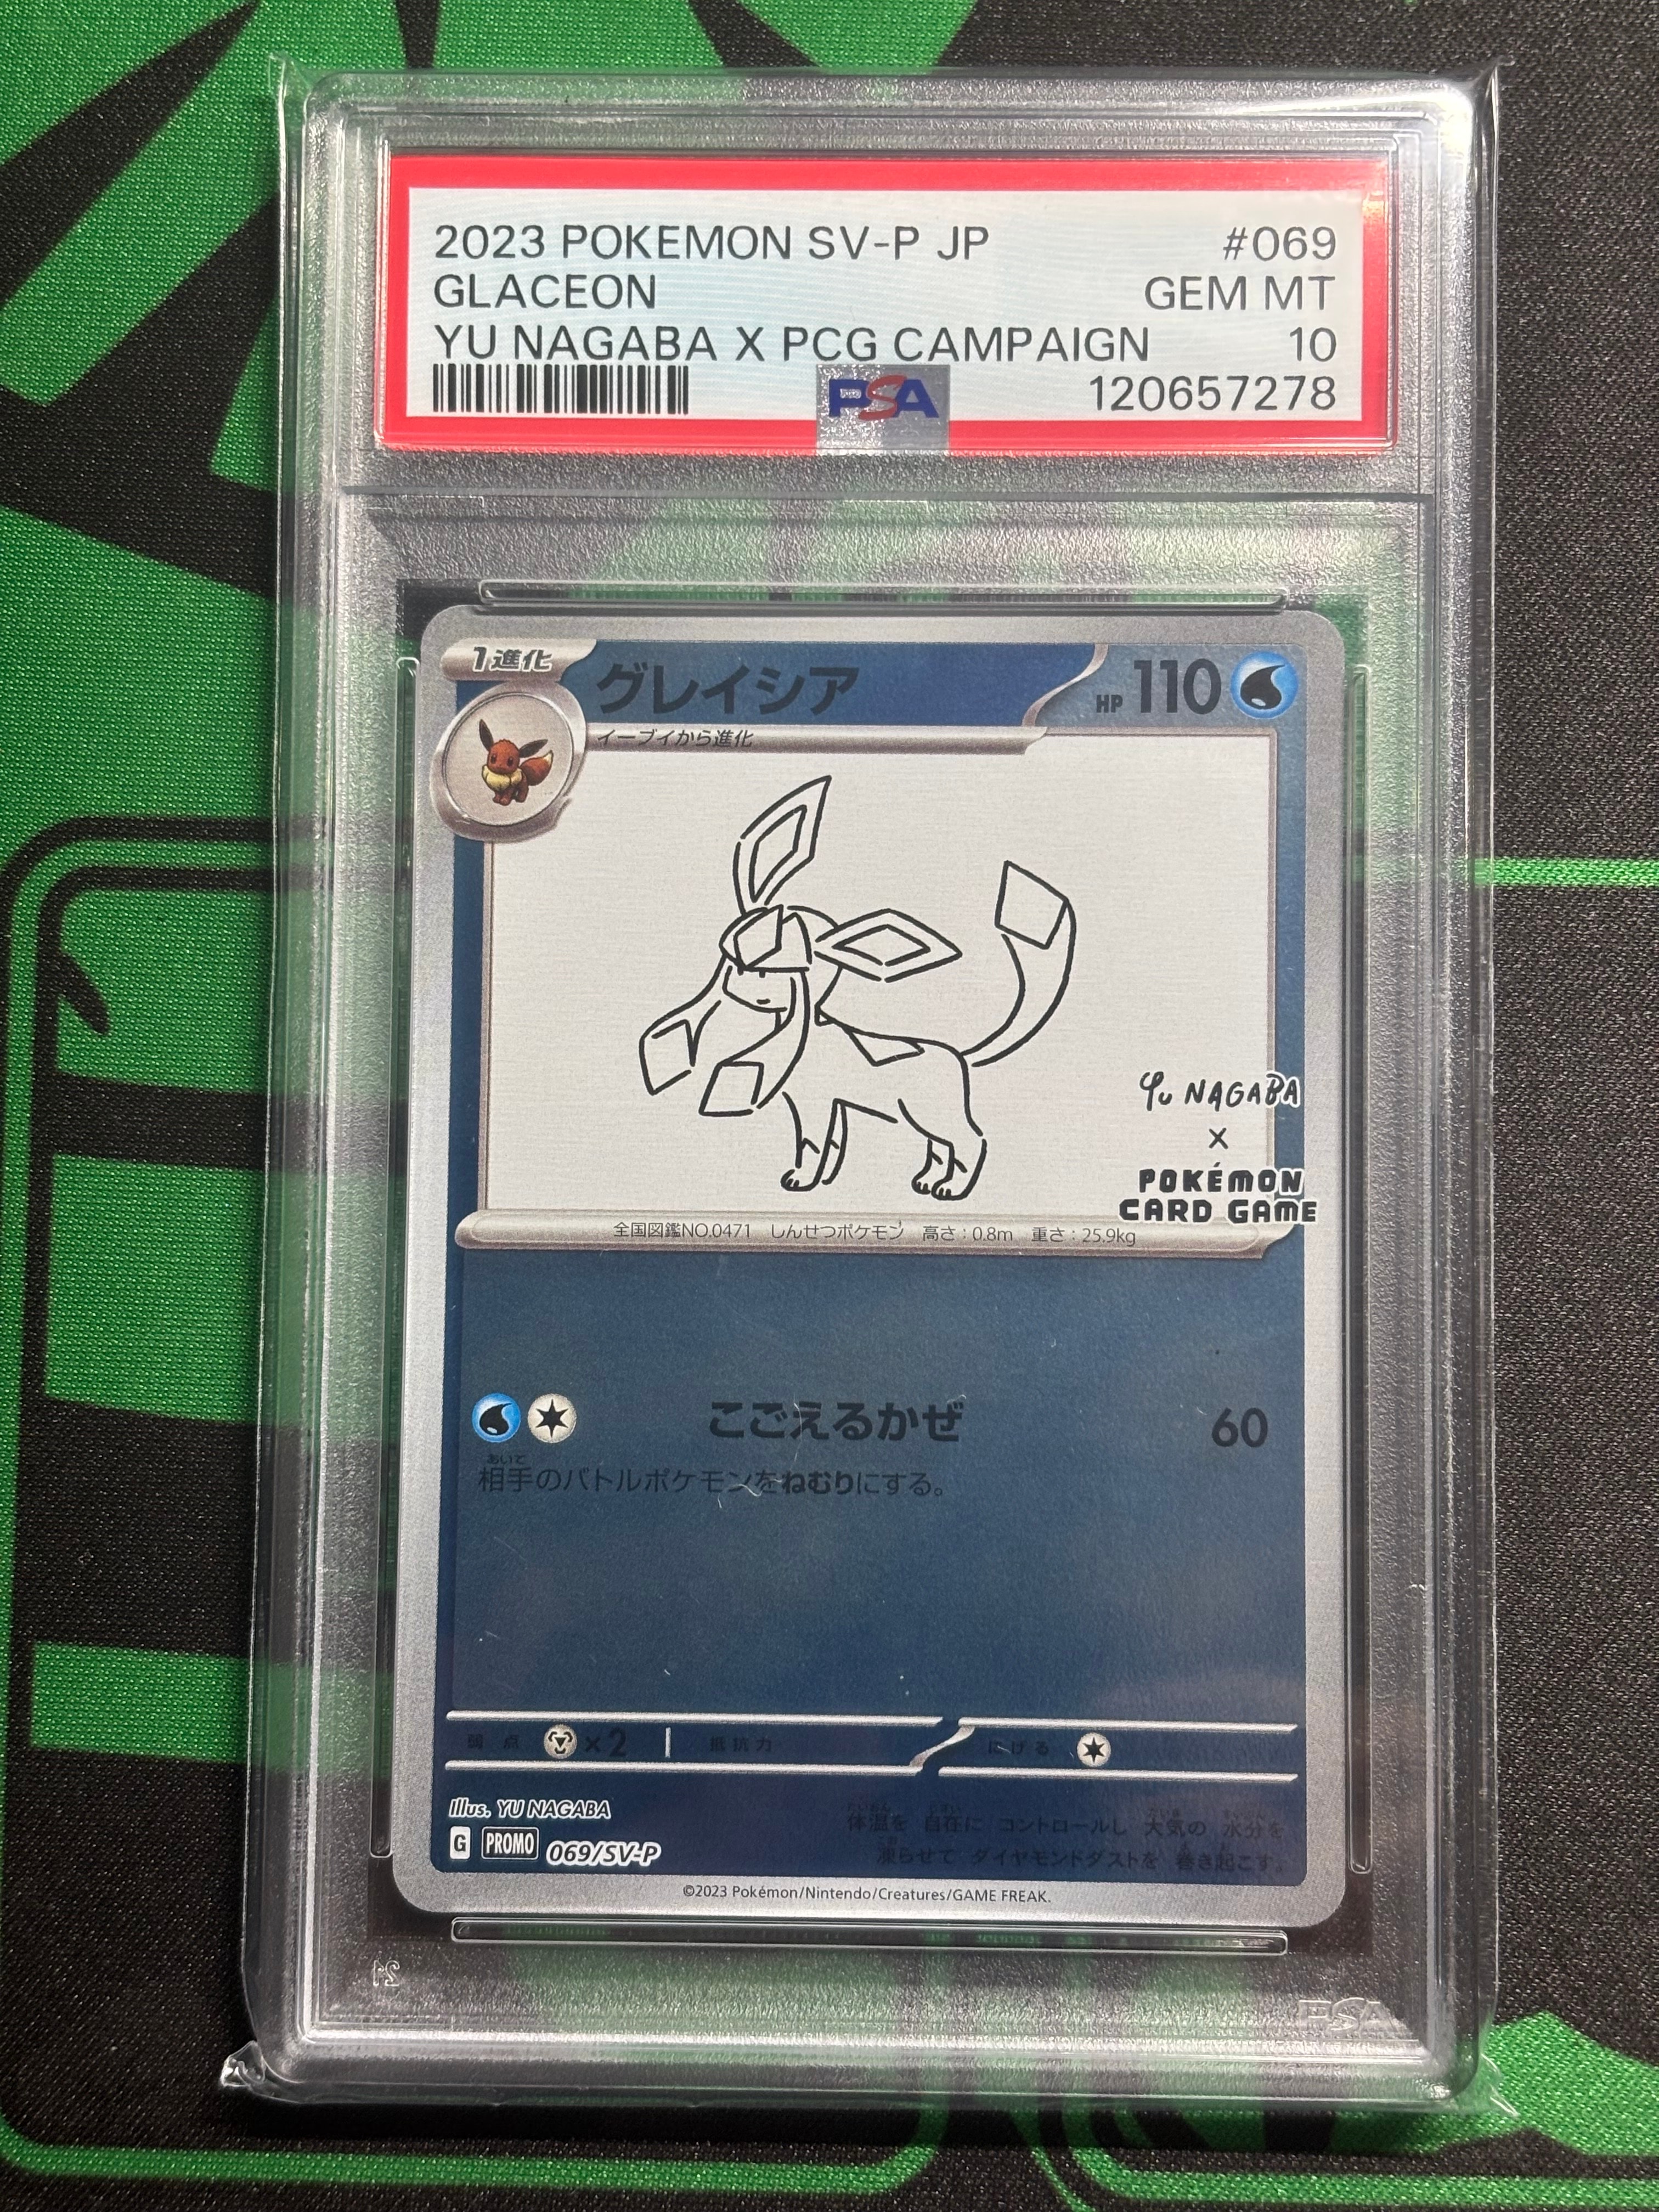 2023 POKEMON SV-P JP #069
GLACEON GEM MT
YU NAGABA X PCG CAMPAIGN 10
PSA 120657278
1進化 グレイシア HP 110
イーブイから進化
YU NAGABA
×
POKÉMON
CARD GAME
全国図鑑NO.0471 しんせつポケモン 高さ:0.8m 重さ:25.9kg
こごえるかぜ 60
あいて
相手のバトルポケモンをねむりにする。
弱点 ×2 抵抗力 にげる
Illus. YU NAGABA
体温を 自在に コントロールし 大気の 水分を
G PROMO 069/SV-P
凍らせて ダイヤモンドダストを 巻き起こす。
©2023 Pokémon/Nintendo/Creatures/GAME FREAK.
PSA